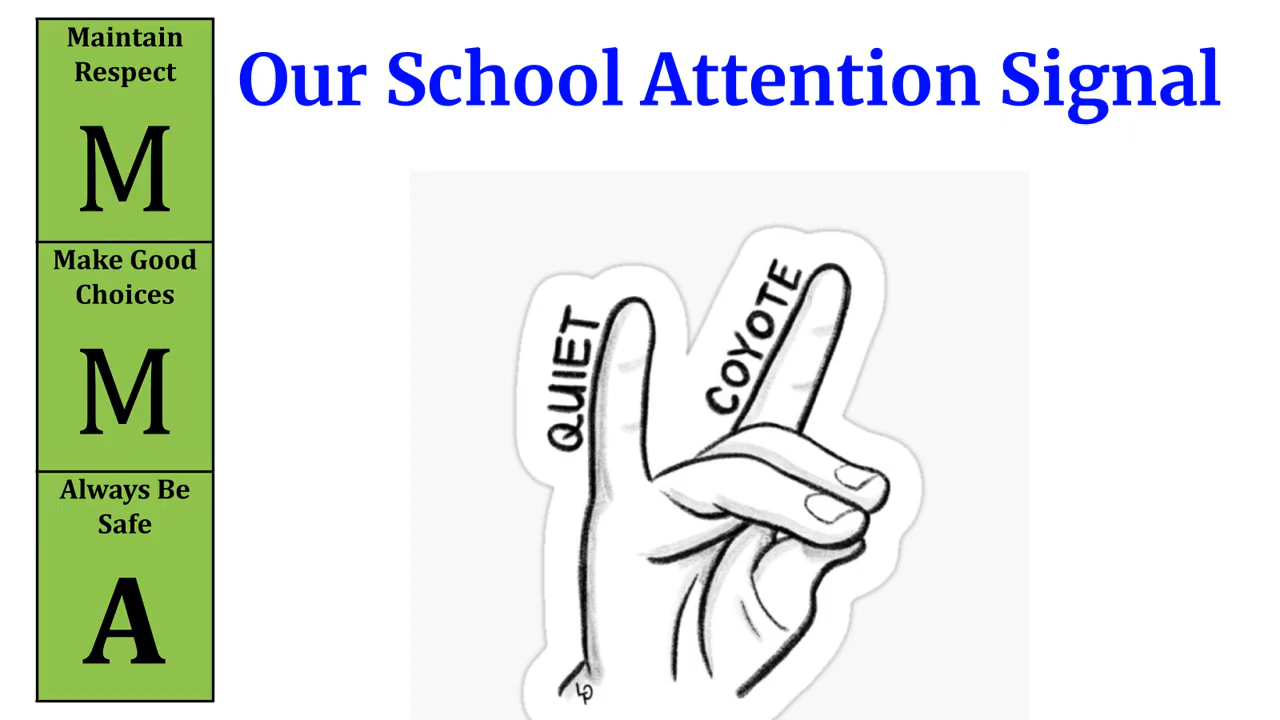 Maintain
Respect
M
Make Good
Choices
M
Always Be
Safe
A
Our School Attention Signal
QUIET
COYOTE